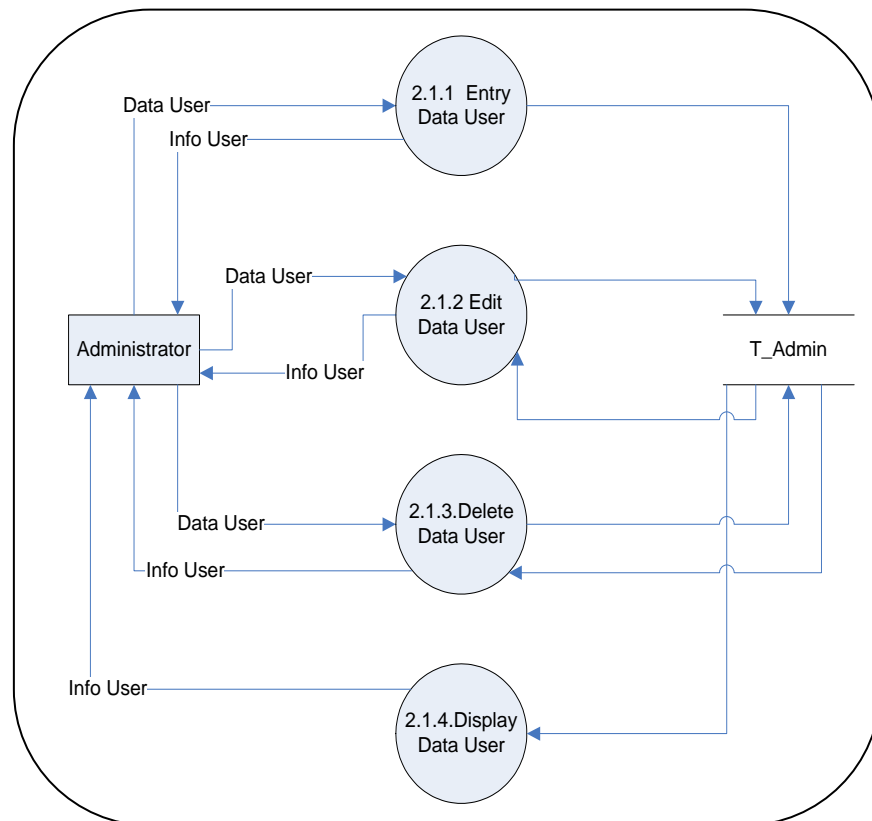 2.1.1 Entry
Data User
Data User
Info User
Data User
2.1.2 Edit
Data User
Administrator
T_Admin
Info User
2.1.3.Delete
Data User
Data User
Info User
Info User
2.1.4.Display
Data User